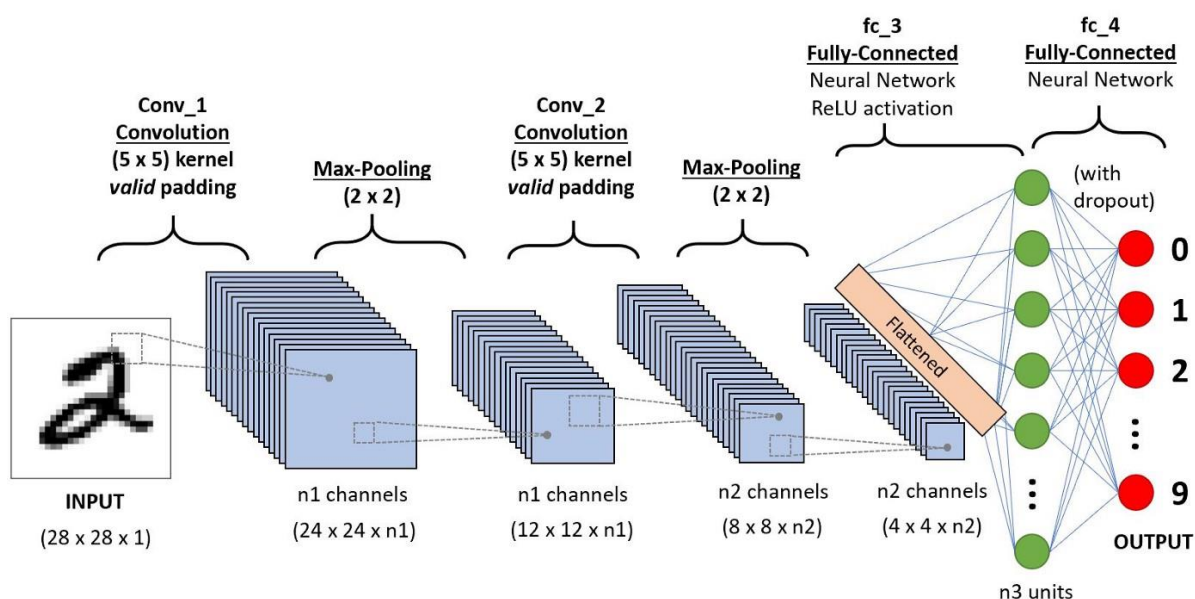 fc_3
Fully-Connected
Neural Network
ReLU activation
fc_4
Fully-Connected
Neural Network
Conv_1
Convolution
(5 x 5) kernel
valid padding
Max-Pooling
(2 x 2)
Conv_2
Convolution
(5 x 5) kernel
valid padding
Max-Pooling
(2 x 2)
(with
dropout)
Flattened
0
1
2
9
INPUT
(28 x 28 x 1)
n1 channels
(24 x 24 x n1)
n1 channels
(12 x 12 x n1)
n2 channels
(8 x 8 x n2)
n2 channels
(4 x 4 x n2)
n3 units
OUTPUT